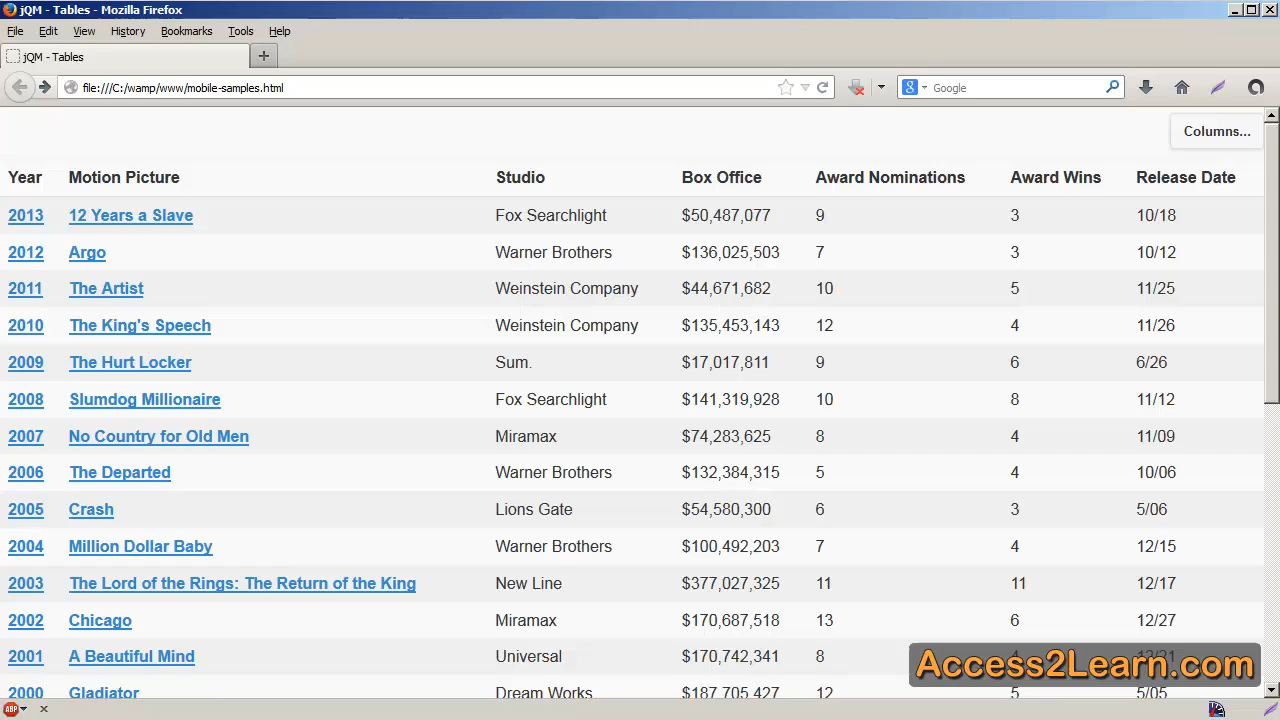 jQM - Tables - Mozilla Firefox
File Edit View History Bookmarks Tools Help
jQM - Tables
file:///C:/wamp/www/mobile-samples.html
Google
Columns...
Year Motion Picture Studio Box Office Award Nominations Award Wins Release Date
2013 12 Years a Slave Fox Searchlight $50,487,077 9 3 10/18
2012 Argo Warner Brothers $136,025,503 7 3 10/12
2011 The Artist Weinstein Company $44,671,682 10 5 11/25
2010 The King's Speech Weinstein Company $135,453,143 12 4 11/26
2009 The Hurt Locker Sum. $17,017,811 9 6 6/26
2008 Slumdog Millionaire Fox Searchlight $141,319,928 10 8 11/12
2007 No Country for Old Men Miramax $74,283,625 8 4 11/09
2006 The Departed Warner Brothers $132,384,315 5 4 10/06
2005 Crash Lions Gate $54,580,300 6 3 5/06
2004 Million Dollar Baby Warner Brothers $100,492,203 7 4 12/15
2003 The Lord of the Rings: The Return of the King New Line $377,027,325 11 11 12/17
2002 Chicago Miramax $170,687,518 13 6 12/27
2001 A Beautiful Mind Universal $170,742,341 8 4 12/21
Access2Learn.com
2000 Gladiator Dream Works $187,705,427 12 5 5/05
ABP